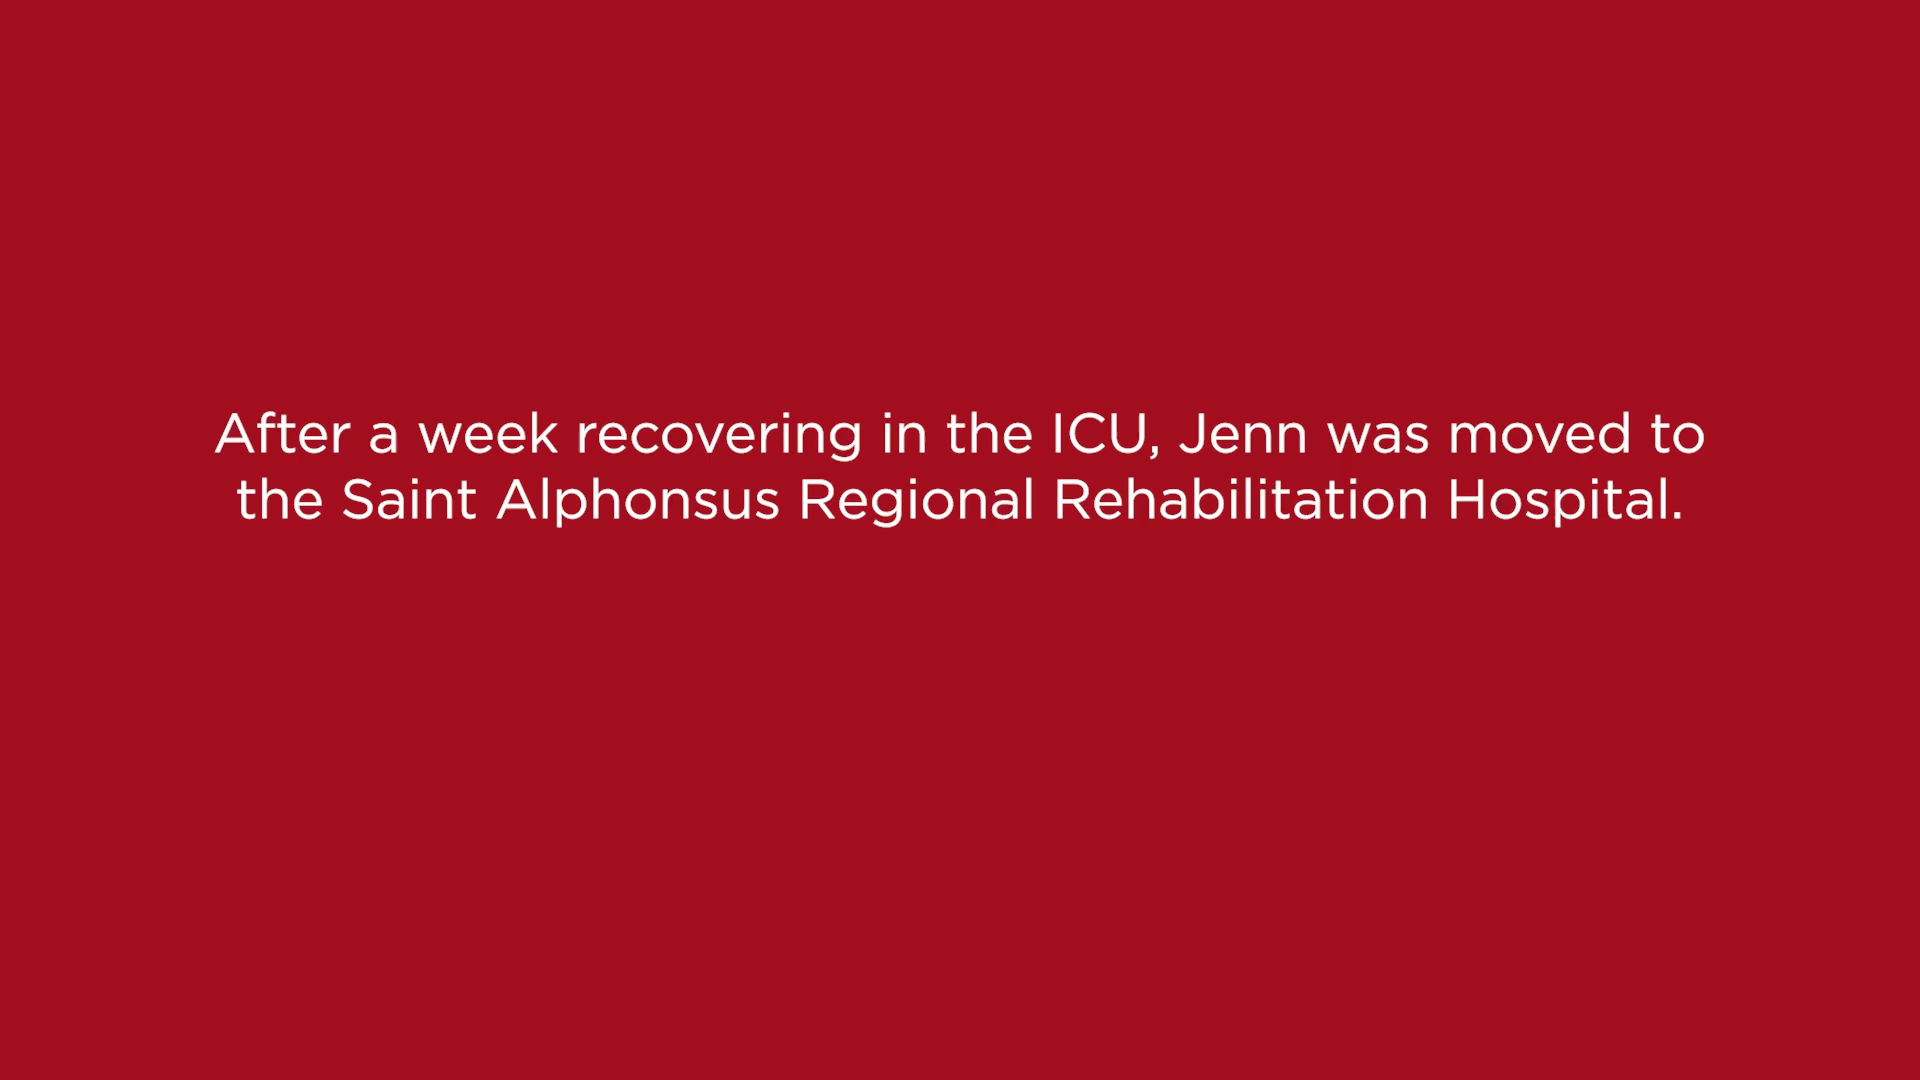 After a week recovering in the ICU, Jenn was moved to
the Saint Alphonsus Regional Rehabilitation Hospital.